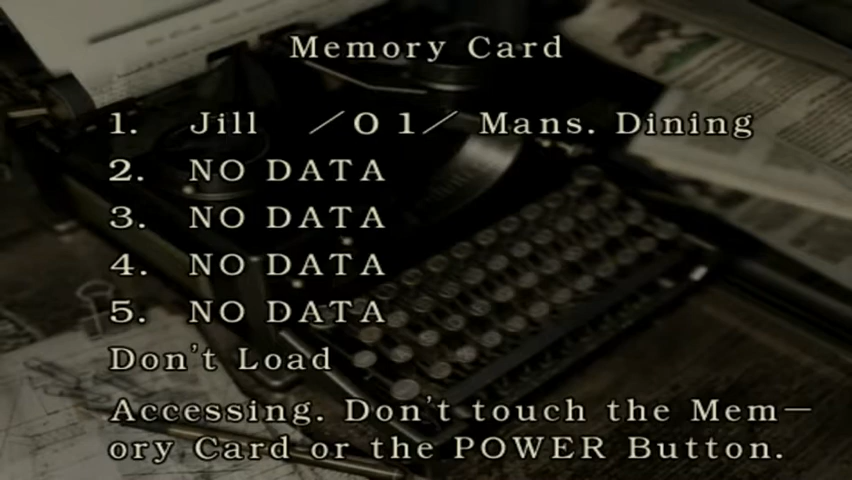 Memory Card
1. Jill ／01／ Mans. Dining
2. NO DATA
3. NO DATA
4. NO DATA
5. NO DATA
Don't Load
Accessing. Don't touch the Mem—
ory Card or the POWER Button.